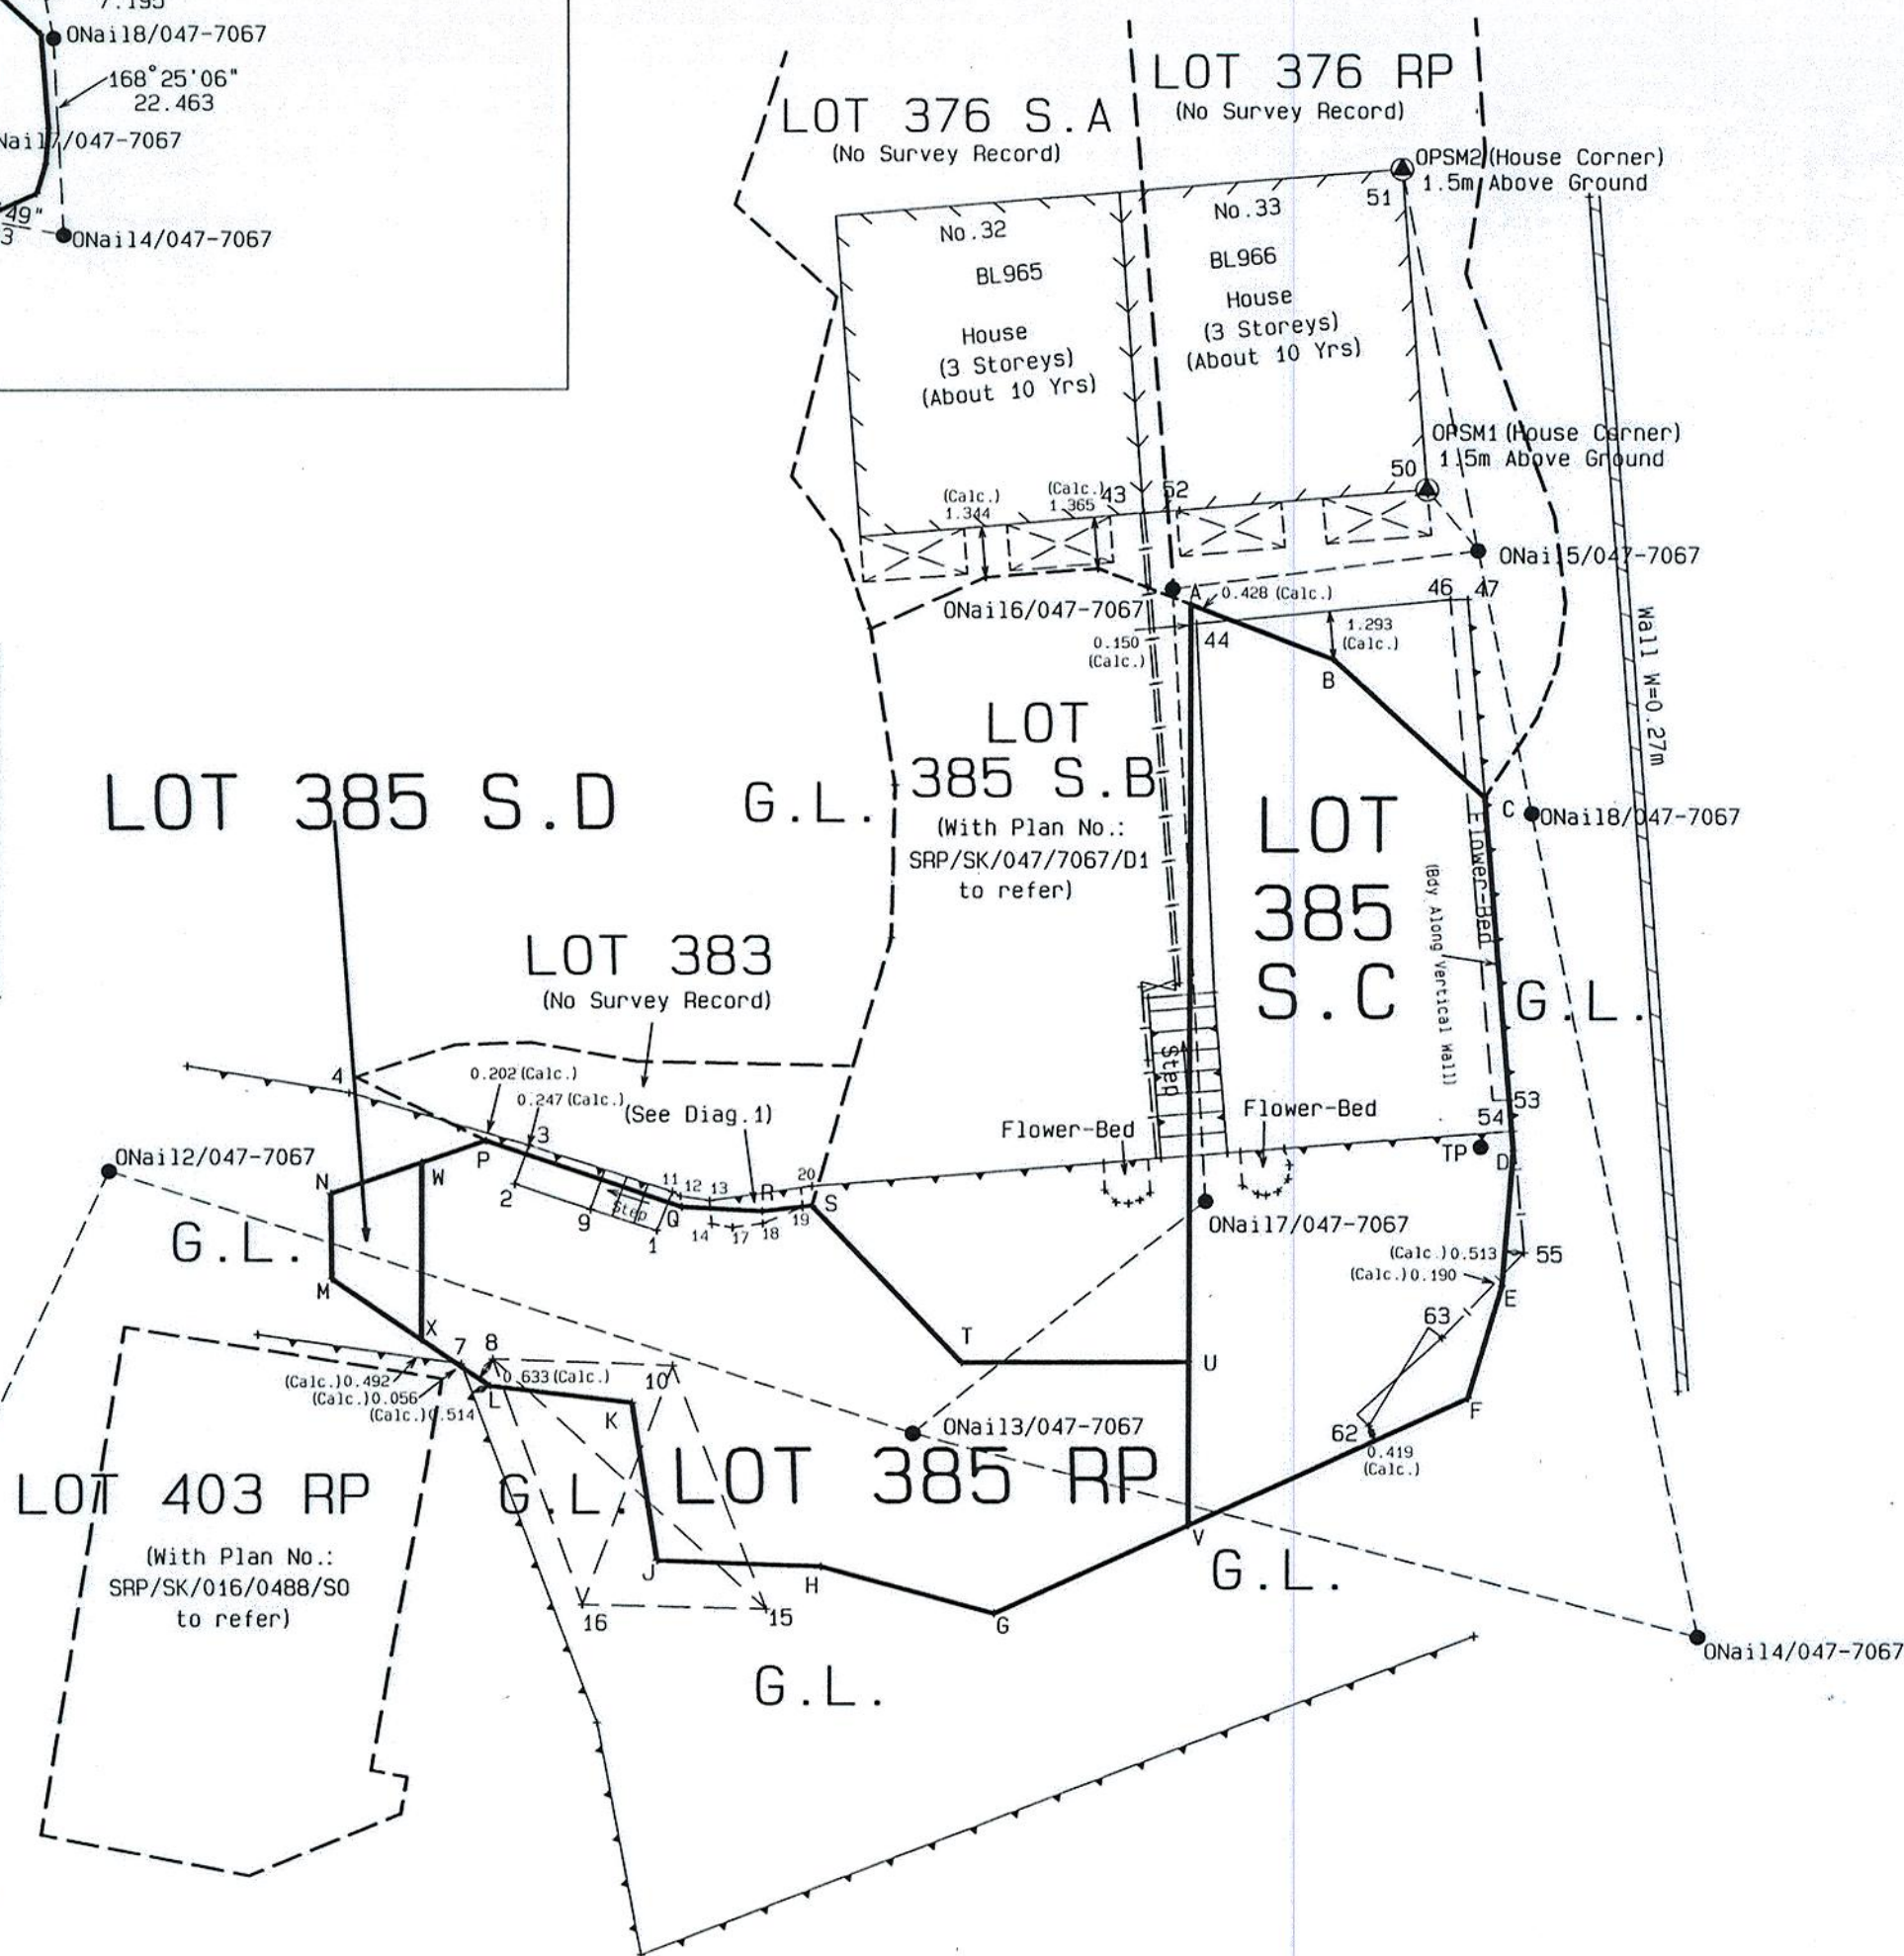 7.195
ONail8/047-7067
168°25'06"
22.463
Nail7/047-7067
49"
3
ONail4/047-7067
LOT 376 S.A
(No Survey Record)
LOT 376 RP
(No Survey Record)
OPSM2(House Corner)
1.5m Above Ground
51
No.32
BL965
House
(3 Storeys)
(About 10 Yrs)
No.33
BL966
House
(3 Storeys)
(About 10 Yrs)
OPSM1(House Corner)
1.5m Above Ground
50
(Calc.)
1.344
(Calc.)
1.365
43
52
ONail5/047-7067
ONail6/047-7067
A
0.428 (Calc.)
46
47
0.150
(Calc.)
44
1.293
(Calc.)
B
Wall W=0.27m
LOT
385 S.B
(With Plan No.:
SRP/SK/047/7067/D1
to refer)
LOT 385 S.D
G.L.
LOT
385
S.C
C
ONail8/047-7067
Flower-Bed
(Bdy Along Vertical Wall)
G.L.
LOT 383
(No Survey Record)
4
0.202(Calc.)
0.247(Calc.)
(See Diag.1)
3
Step
Flower-Bed
Flower-Bed
53
54
TP
D
ONail2/047-7067
N
W
P
2
9
Step
1
Q
11
12
13
R
20
S
14
17
18
19
ONail7/047-7067
G.L.
M
X
7
8
(Calc.)0.513
55
(Calc.)0.190
E
63
T
U
(Calc.)0.492
(Calc.)0.056
(Calc.)0.514
0.633(Calc.)
L
10
K
F
62
0.419
(Calc.)
ONail3/047-7067
LOT 403 RP
(With Plan No.:
SRP/SK/016/0488/S0
to refer)
G.L.
LOT 385 RP
V
J
H
G
16
15
G.L.
G.L.
ONail4/047-7067